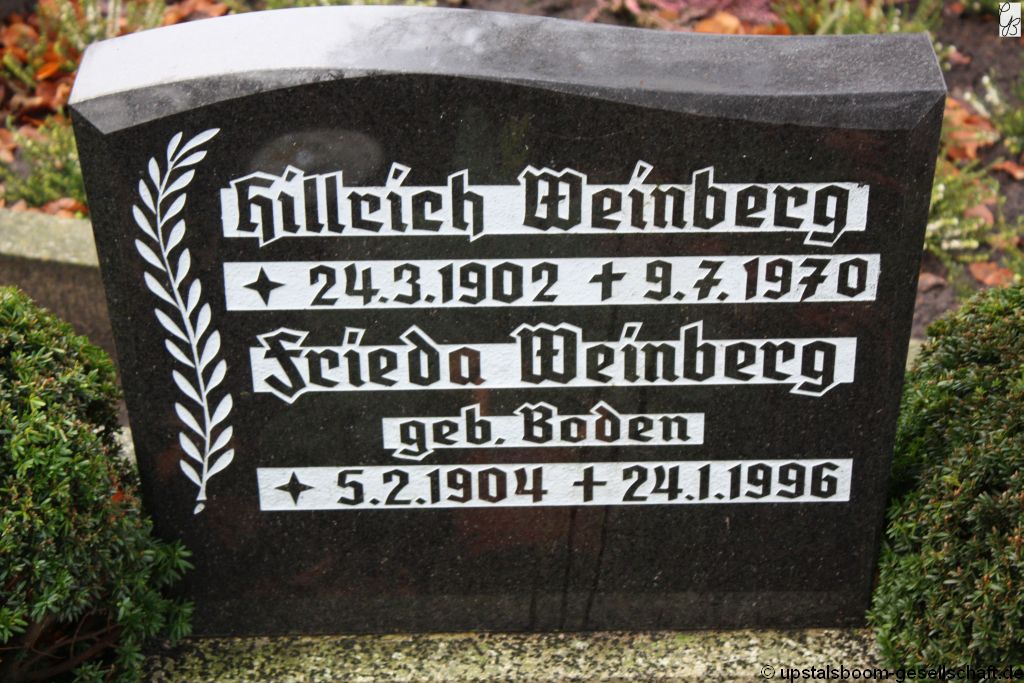 Hillrich Weinberg
24.3.1902 + 9.7.1970
Frieda Weinberg
geb. Boden
5.2.1904 + 24.1.1996
© upstalsboom-gesellschaft.de